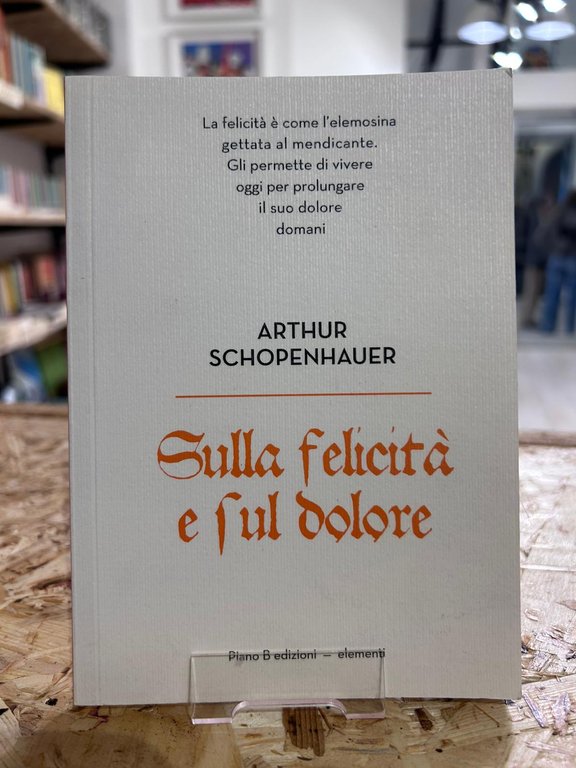 La felicità è come l'elemosina
gettata al mendicante.
Gli permette di vivere
oggi per prolungare
il suo dolore
domani
ARTHUR
SCHOPENHAUER
Sulla felicità
e ſul dolore
Piano B edizioni — elementi